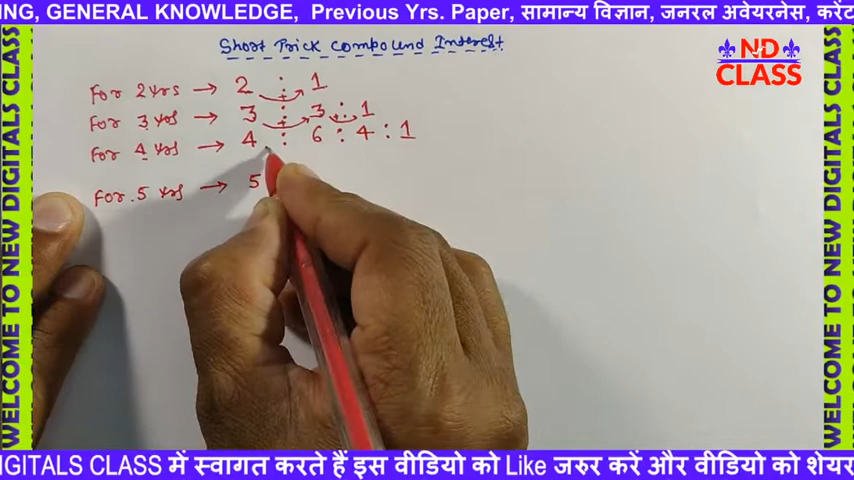 ING, GENERAL KNOWLEDGE, Previous Yrs. Paper, सामान्य विज्ञान, जनरल अवेयरनेस, करेंट
Short Trick Compound Interest
ND
CLASS
For 2 yrs → 2 : 1
For 3 yrs → 3 : 3 : 1
For 4 yrs → 4 : 6 : 4 : 1
For 5 yrs → 5
WELCOME TO NEW DIGITALS CLASS
WELCOME TO NEW DIGITALS CLASS
DIGITALS CLASS में स्वागत करते हैं इस वीडियो को Like जरुर करें और वीडियो को शेयर